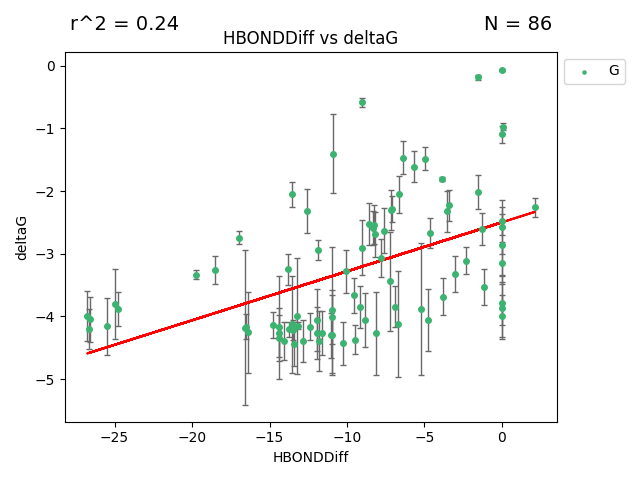 r^2 = 0.24
N = 86
HBONDDiff vs deltaG
G
0
−1
−2
−3
−4
−5
deltaG
−25
−20
−15
−10
−5
0
HBONDDiff